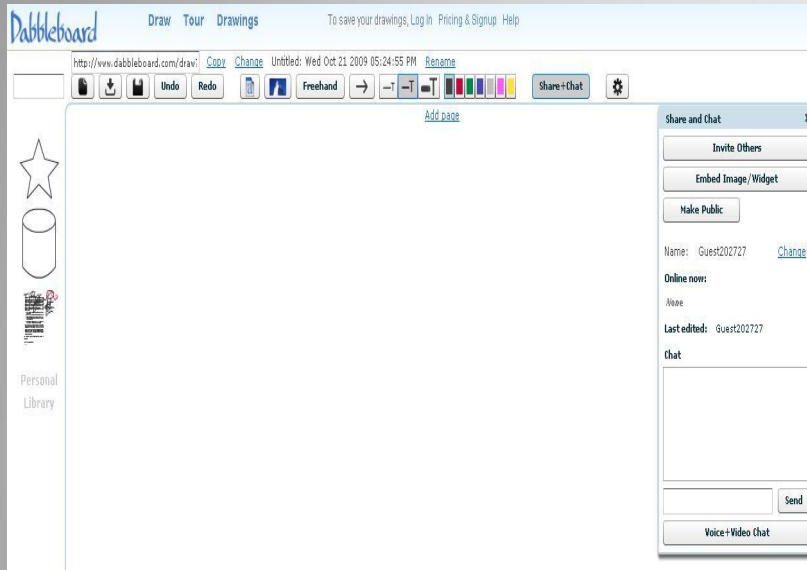 Dabbleboard
Draw Tour Drawings To save your drawings, Log In Pricing & Signup Help
http://www.dabbleboard.com/draw? Copy Change Untitled: Wed Oct 21 2009 05:24:55 PM Rename
Undo Redo Freehand T T T Share+Chat
Add page
Share and Chat
Invite Others
Embed Image/Widget
Make Public
Name: Guest202727 Change
Online now:
None
Last edited: Guest202727
Chat
Send
Voice+Video Chat
Personal
Library